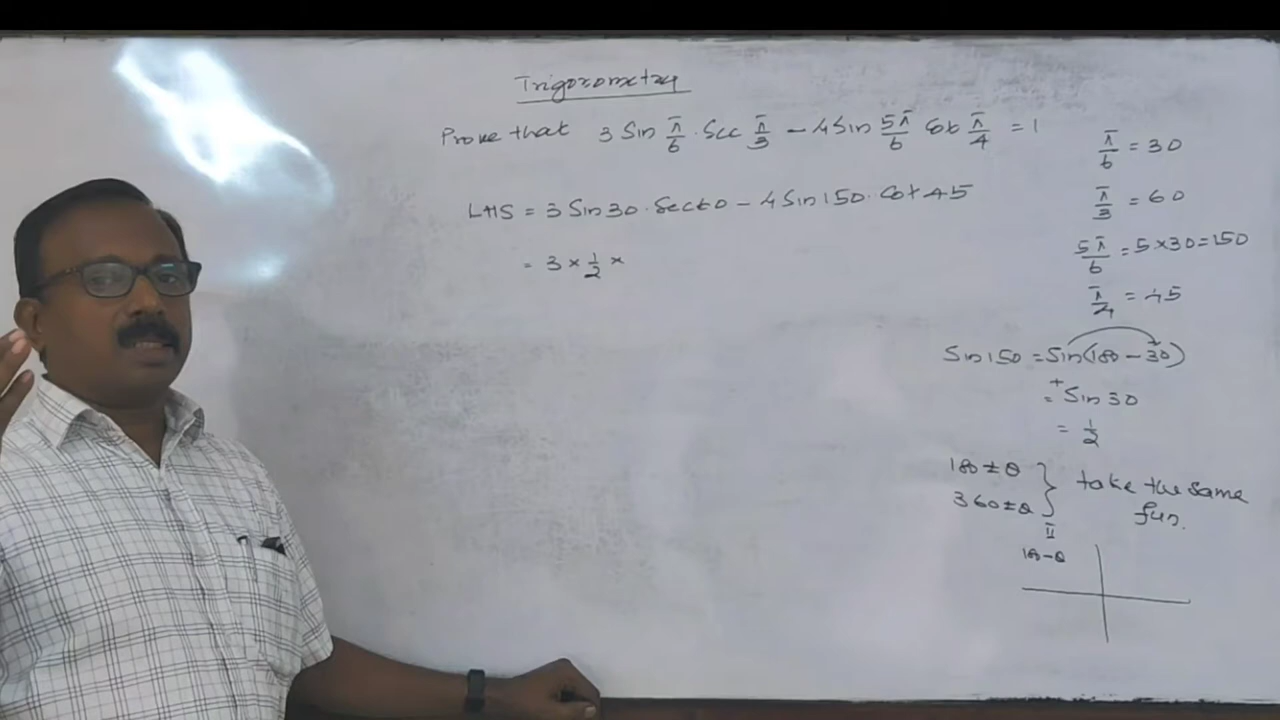 Trigonometry
Prove that 3 Sin π/6 . Sec π/3 - 4 Sin 5π/6 Cot π/4 = 1
LHS = 3 Sin 30 . Sec 60 - 4 Sin 150 . Cot 45
= 3 × 1/2 ×
π/6 = 30
π/3 = 60
5π/6 = 5 × 30 = 150
π/4 = 45
Sin 150 = Sin(180 - 30)
= + Sin 30
= 1/2
180 ± θ } take the same
360 ± θ fun.
II
180 - θ